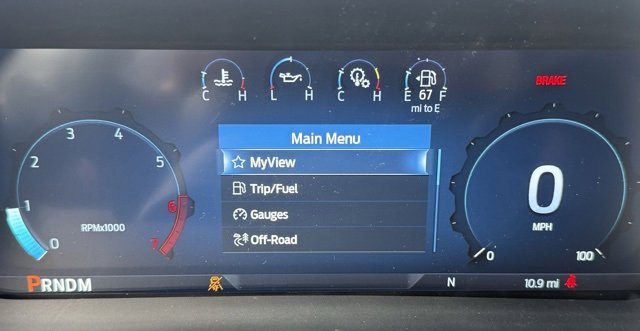 C H L H C H E F
67
mi to E
BRAKE
Main Menu
MyView
Trip/Fuel
Gauges
Off-Road
0 1 2 3 4 5 6 7
RPMx1000
0
MPH
0 100
PRNDM
N
10.9 mi